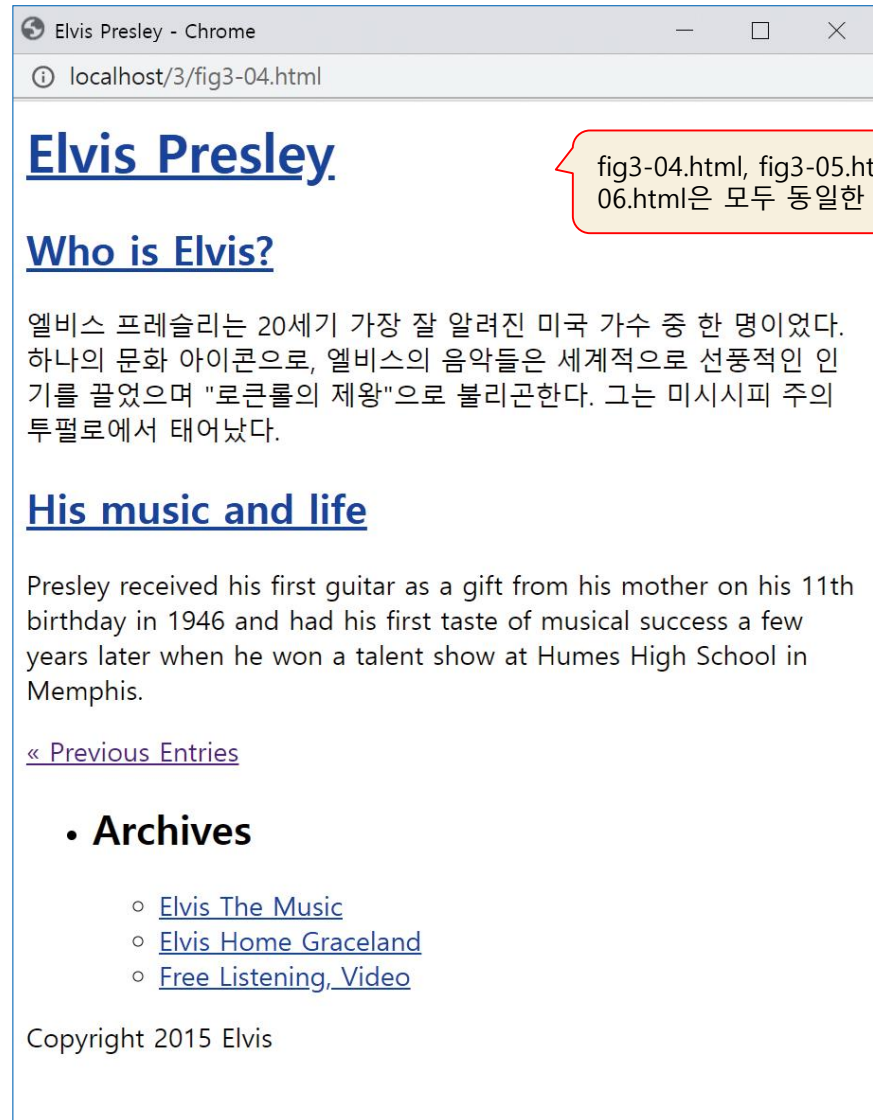 Elvis Presley - Chrome
localhost/3/fig3-04.html
Elvis Presley
fig3-04.html, fig3-05.ht
06.html은 모두 동일한
Who is Elvis?
엘비스 프레슬리는 20세기 가장 잘 알려진 미국 가수 중 한 명이었다.
하나의 문화 아이콘으로, 엘비스의 음악들은 세계적으로 선풍적인 인
기를 끌었으며 "로큰롤의 제왕"으로 불리곤한다. 그는 미시시피 주의
투펄로에서 태어났다.
His music and life
Presley received his first guitar as a gift from his mother on his 11th
birthday in 1946 and had his first taste of musical success a few
years later when he won a talent show at Humes High School in
Memphis.
« Previous Entries
• Archives
○ Elvis The Music
○ Elvis Home Graceland
○ Free Listening, Video
Copyright 2015 Elvis